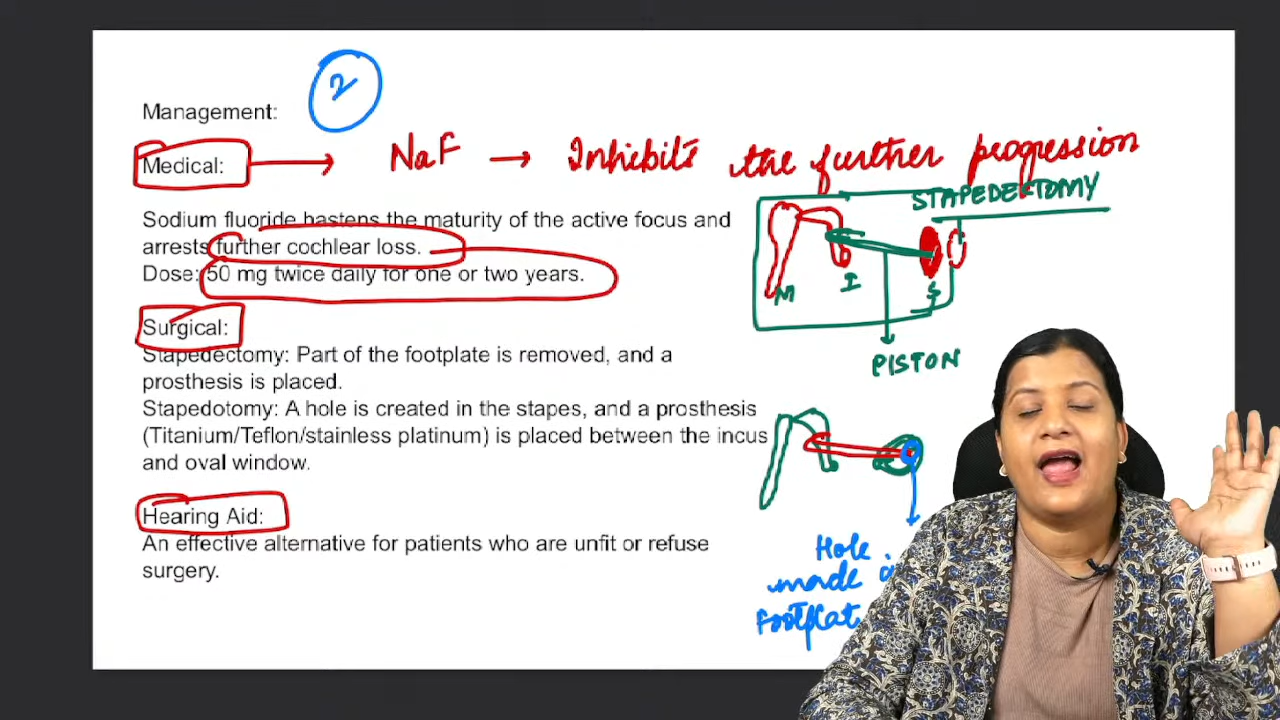 2
Management:
Medical: → NaF → Inhibits the further progression
STAPEDECTOMY
Sodium fluoride hastens the maturity of the active focus and
arrests further cochlear loss.
Dose: 50 mg twice daily for one or two years.
M I S
PISTON
Surgical:
Stapedectomy: Part of the footplate is removed, and a
prosthesis is placed.
Stapedotomy: A hole is created in the stapes, and a prosthesis
(Titanium/Teflon/stainless platinum) is placed between the incus
and oval window.
Hearing Aid:
An effective alternative for patients who are unfit or refuse
surgery.
Hole
made